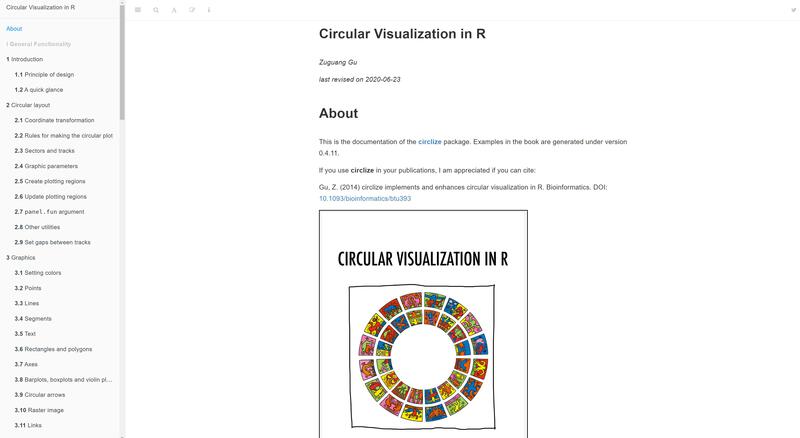 Circular Visualization in R
About
I General Functionality
1 Introduction
1.1 Principle of design
1.2 A quick glance
2 Circular layout
2.1 Coordinate transformation
2.2 Rules for making the circular plot
2.3 Sectors and tracks
2.4 Graphic parameters
2.5 Create plotting regions
2.6 Update plotting regions
2.7 panel.fun argument
2.8 Other utilities
2.9 Set gaps between tracks
3 Graphics
3.1 Setting colors
3.2 Points
3.3 Lines
3.4 Segments
3.5 Text
3.6 Rectangles and polygons
3.7 Axes
3.8 Barplots, boxplots and violin pl...
3.9 Circular arrows
3.10 Raster image
3.11 Links
Circular Visualization in R
Zuguang Gu
last revised on 2020-06-23
About
This is the documentation of the circlize package. Examples in the book are generated under version
0.4.11.
If you use circlize in your publications, I am appreciated if you can cite:
Gu, Z. (2014) circlize implements and enhances circular visualization in R. Bioinformatics. DOI:
10.1093/bioinformatics/btu393
CIRCULAR VISUALIZATION IN R